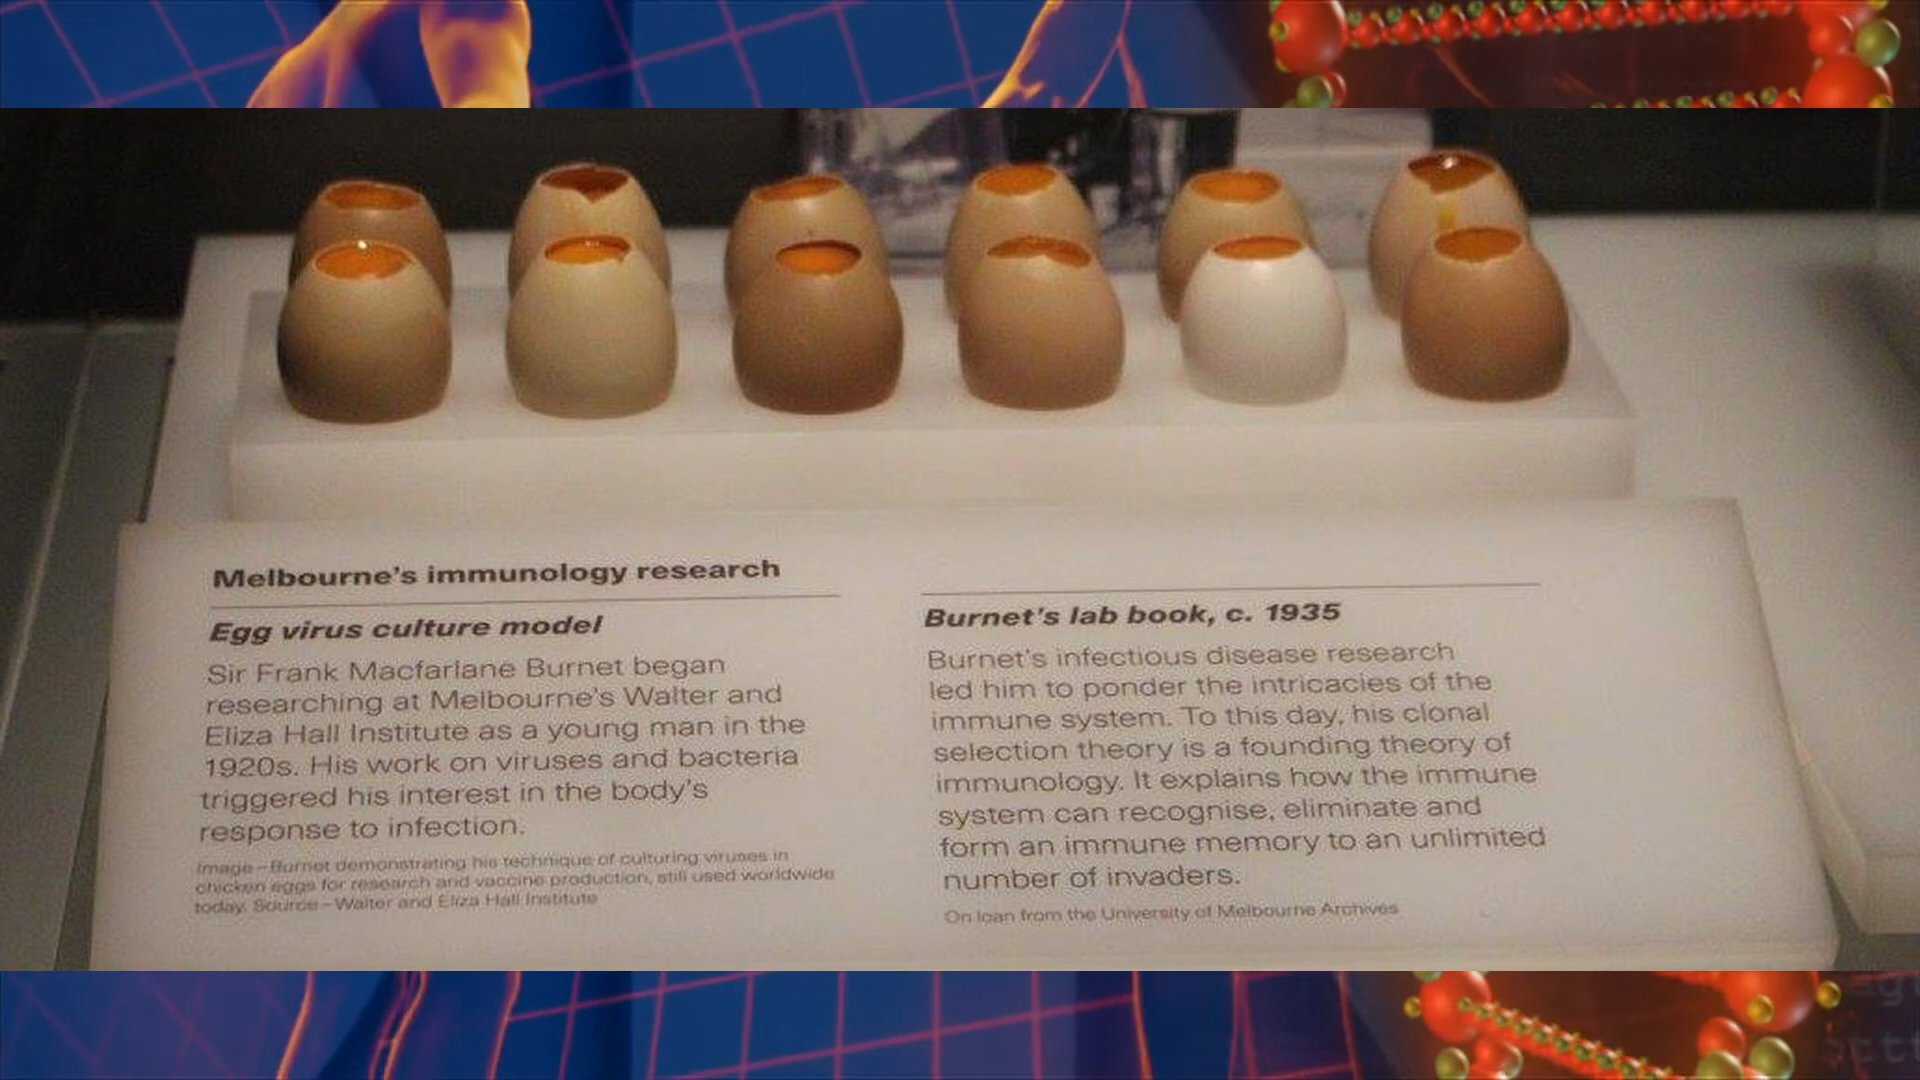 Melbourne's immunology research
Egg virus culture model
Sir Frank Macfarlane Burnet began
researching at Melbourne's Walter and
Eliza Hall Institute as a young man in the
1920s. His work on viruses and bacteria
triggered his interest in the body's
response to infection.
Image – Burnet demonstrating his technique of culturing viruses in
chicken eggs for research and vaccine production, still used worldwide
today. Source – Walter and Eliza Hall Institute
Burnet's lab book, c. 1935
Burnet's infectious disease research
led him to ponder the intricacies of the
immune system. To this day, his clonal
selection theory is a founding theory of
immunology. It explains how the immune
system can recognise, eliminate and
form an immune memory to an unlimited
number of invaders.
On loan from the University of Melbourne Archives